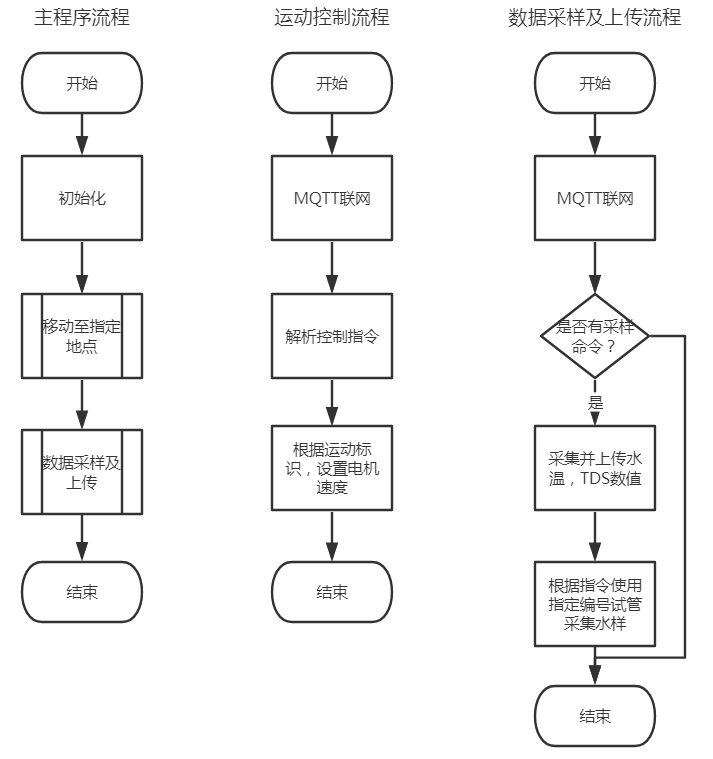 主程序流程
开始
初始化
移动至指定
地点
数据采样及
上传
结束
运动控制流程
开始
MQTT联网
解析控制指令
根据运动标
识，设置电机
速度
结束
数据采样及上传流程
开始
MQTT联网
是否有采样
命令？
是
采集并上传水
温，TDS数值
根据指令使用
指定编号试管
采集水样
结束